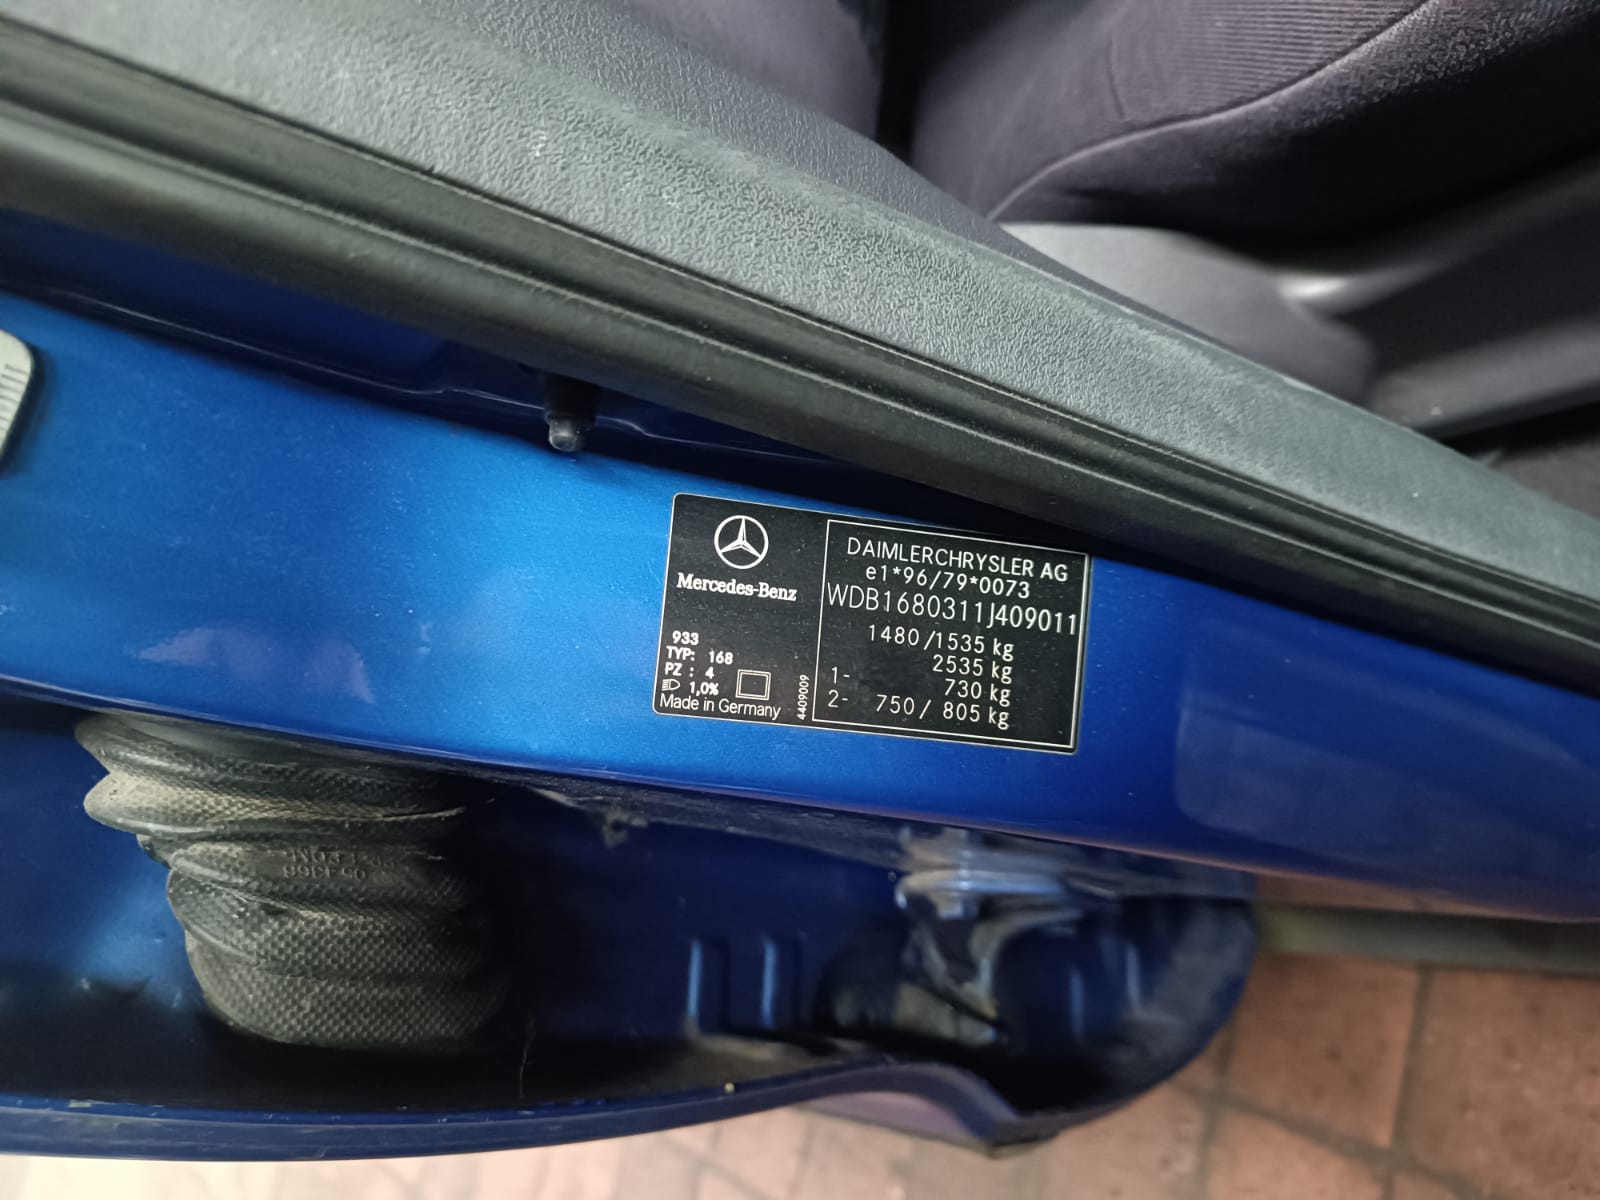 Mercedes-Benz
933
TYP: 168
PZ : 4
1,0%
Made in Germany
4409009
DAIMLERCHRYSLER AG
e1*96/79*0073
WDB1680311J409011
1480/1535 kg
2535 kg
1- 730 kg
2- 750/ 805 kg